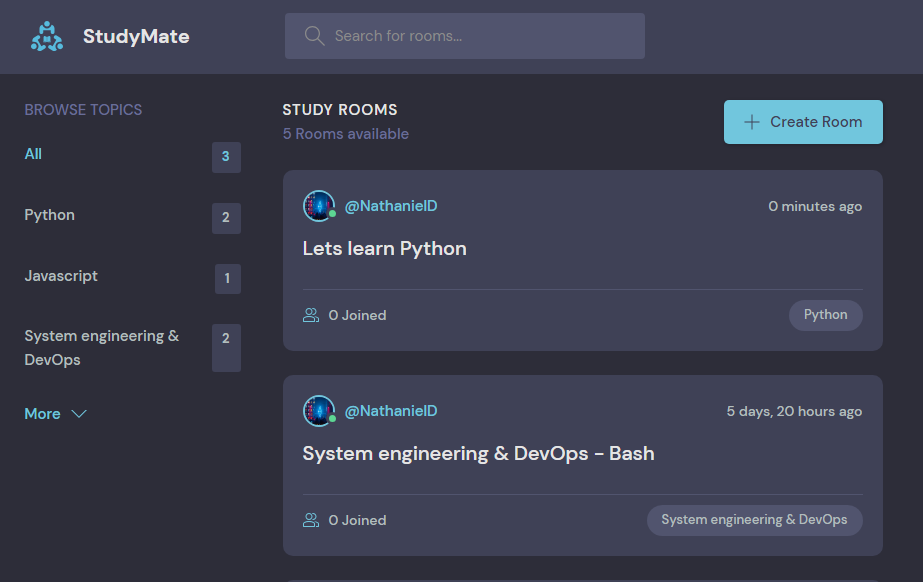 StudyMate
Search for rooms...
BROWSE TOPICS
All
3
Python
2
Javascript
1
System engineering &
DevOps
2
More
STUDY ROOMS
5 Rooms available
Create Room
@NathanielD
0 minutes ago
Lets learn Python
0 Joined
Python
@NathanielD
5 days, 20 hours ago
System engineering & DevOps - Bash
0 Joined
System engineering & DevOps